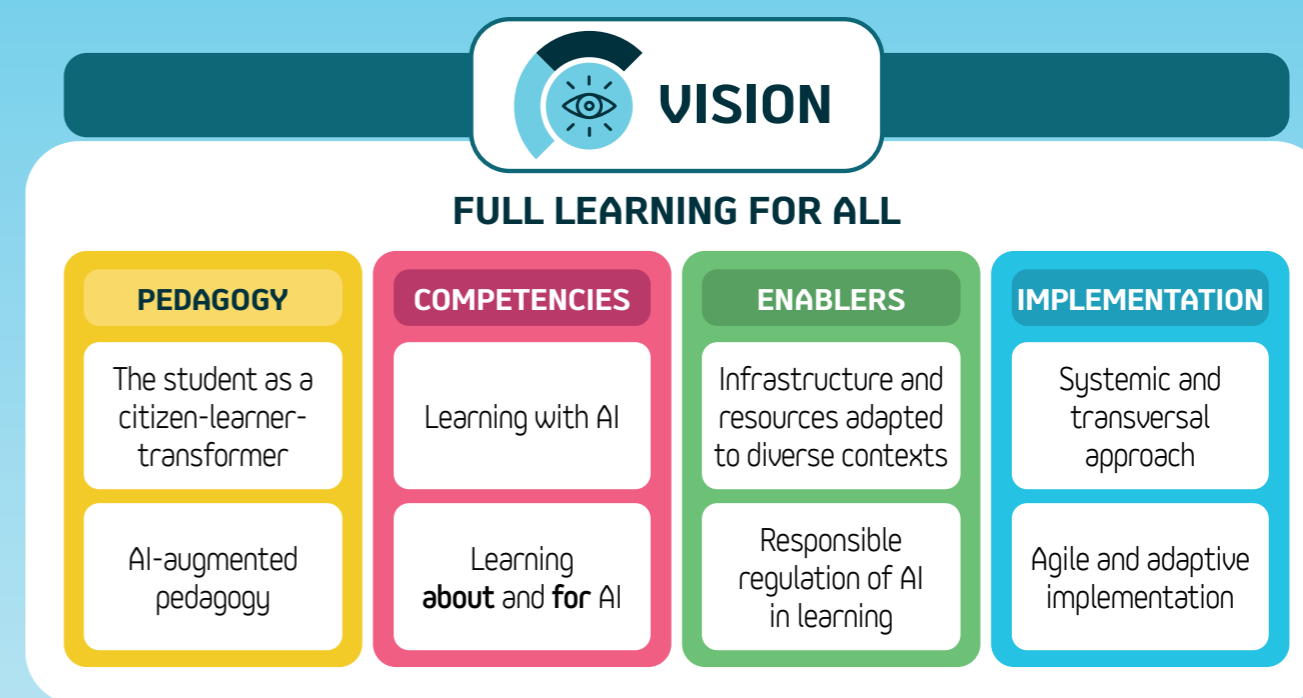 VISION
FULL LEARNING FOR ALL
PEDAGOGY
The student as a
citizen-learner-
transformer
AI-augmented
pedagogy
COMPETENCIES
Learning with AI
Learning
about and for AI
ENABLERS
Infrastructure and
resources adapted
to diverse contexts
Responsible
regulation of AI
in learning
IMPLEMENTATION
Systemic and
transversal
approach
Agile and adaptive
implementation